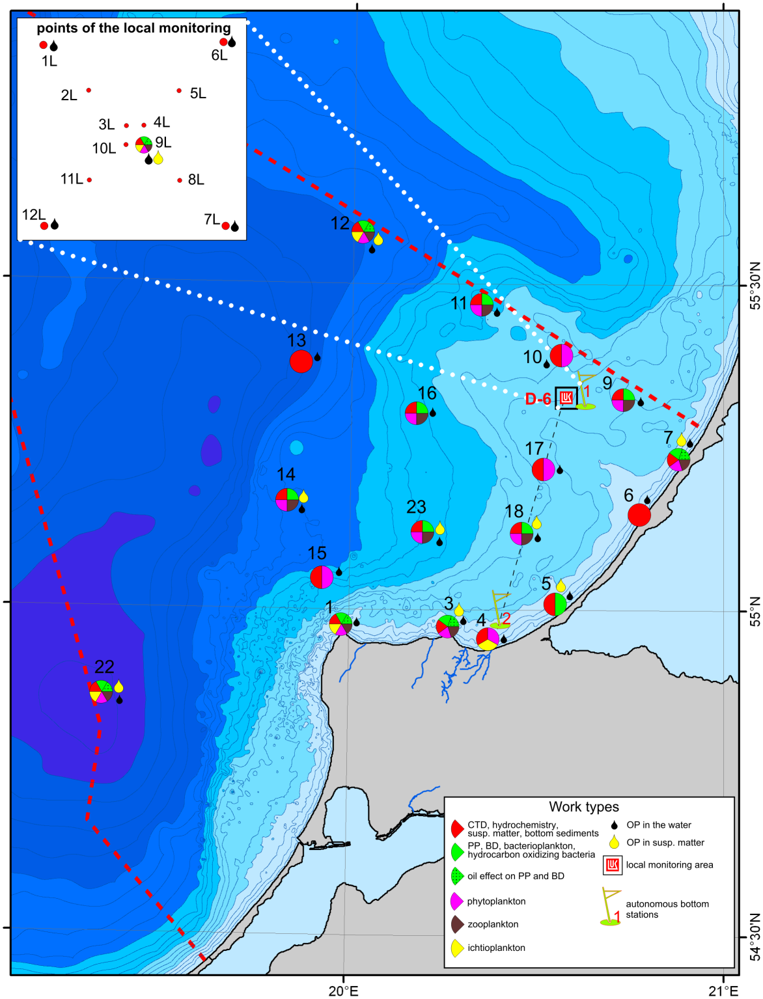 points of the local monitoring
1L
6L
2L
5L
3L
4L
10L
9L
11L
8L
12L
7L
12
11
55°30'N
13
10
9
16
D-6
LUK
1
7
17
14
6
23
18
15
5
1
3
4
2
55°N
22
Work types
CTD, hydrochemistry,
susp. matter, bottom sediments
PP, BD, bacterioplankton,
hydrocarbon oxidizing bacteria
oil effect on PP and BD
phytoplankton
zooplankton
ichtioplankton
OP in the water
OP in susp. matter
LUK
local monitoring area
1
autonomous bottom
stations
54°30'N
20°E
21°E